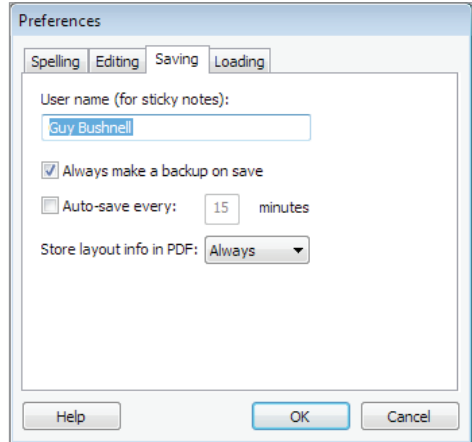 Preferences
Spelling Editing Saving Loading
User name (for sticky notes):
Guy Bushnell
Always make a backup on save
Auto-save every: 15 minutes
Store layout info in PDF: Always
Help OK Cancel